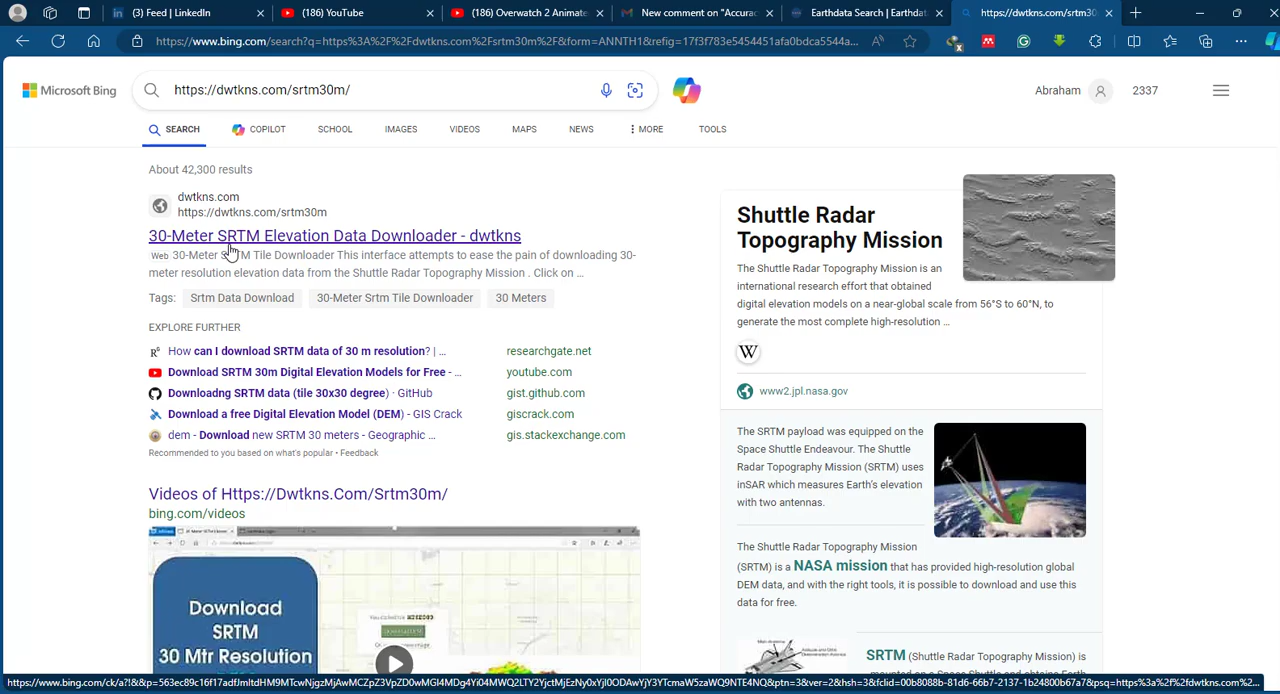 (3) Feed | LinkedIn
(186) YouTube
(186) Overwatch 2 Animate
New comment on "Accurac
Earthdata Search | Earthdat
https://dwtkns.com/srtm30
https://www.bing.com/search?q=https%3A%2F%2Fdwtkns.com%2Fsrtm30m%2F&form=ANNTH1&refig=17f3f783e5454451afa0bdca5544a...
Microsoft Bing
https://dwtkns.com/srtm30m/
Abraham
2337
SEARCH
COPILOT
SCHOOL
IMAGES
VIDEOS
MAPS
NEWS
MORE
TOOLS
About 42,300 results
dwtkns.com
https://dwtkns.com/srtm30m
30-Meter SRTM Elevation Data Downloader - dwtkns
Web 30-Meter SRTM Tile Downloader This interface attempts to ease the pain of downloading 30-
meter resolution elevation data from the Shuttle Radar Topography Mission . Click on ...
Tags: Srtm Data Download 30-Meter Srtm Tile Downloader 30 Meters
EXPLORE FURTHER
How can I download SRTM data of 30 m resolution? | ... researchgate.net
Download SRTM 30m Digital Elevation Models for Free - ... youtube.com
Downloadng SRTM data (tile 30x30 degree) · GitHub gist.github.com
Download a free Digital Elevation Model (DEM) - GIS Crack giscrack.com
dem - Download new SRTM 30 meters - Geographic ... gis.stackexchange.com
Recommended to you based on what's popular • Feedback
Videos of Https://Dwtkns.Com/Srtm30m/
bing.com/videos
Download
SRTM
30 Mtr Resolution
Shuttle Radar
Topography Mission
The Shuttle Radar Topography Mission is an
international research effort that obtained
digital elevation models on a near-global scale from 56°S to 60°N, to
generate the most complete high-resolution ...
W
www2.jpl.nasa.gov
The SRTM payload was equipped on the
Space Shuttle Endeavour. The Shuttle
Radar Topography Mission (SRTM) uses
inSAR which measures Earth's elevation
with two antennas.
The Shuttle Radar Topography Mission
(SRTM) is a NASA mission that has provided high-resolution global
DEM data, and with the right tools, it is possible to download and use this
data for free.
SRTM (Shuttle Radar Topography Mission) is